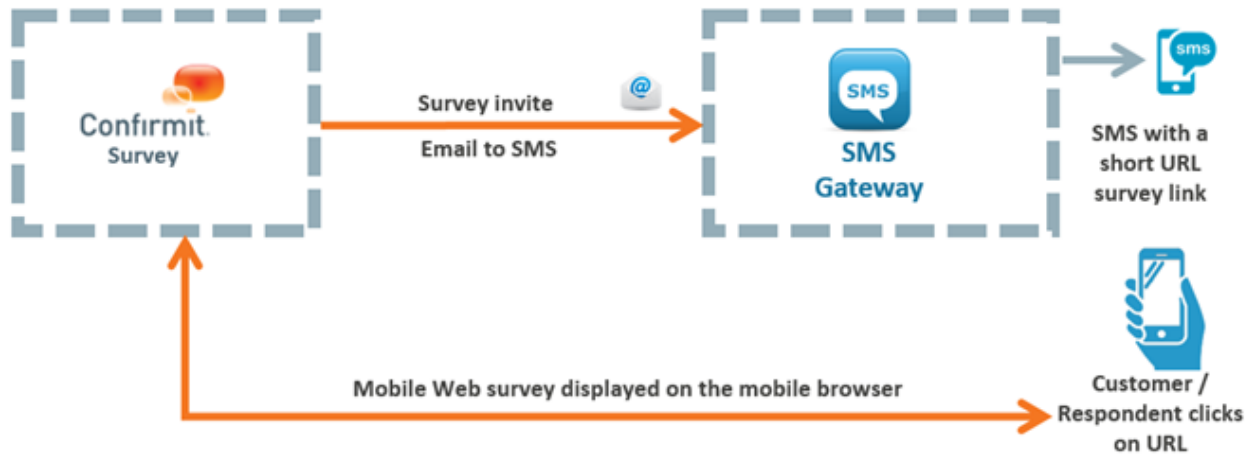 Confirmit.
Survey
Survey invite
@
Email to SMS
SMS
SMS
Gateway
sms
SMS with a
short URL
survey link
Mobile Web survey displayed on the mobile browser
Customer /
Respondent clicks
on URL